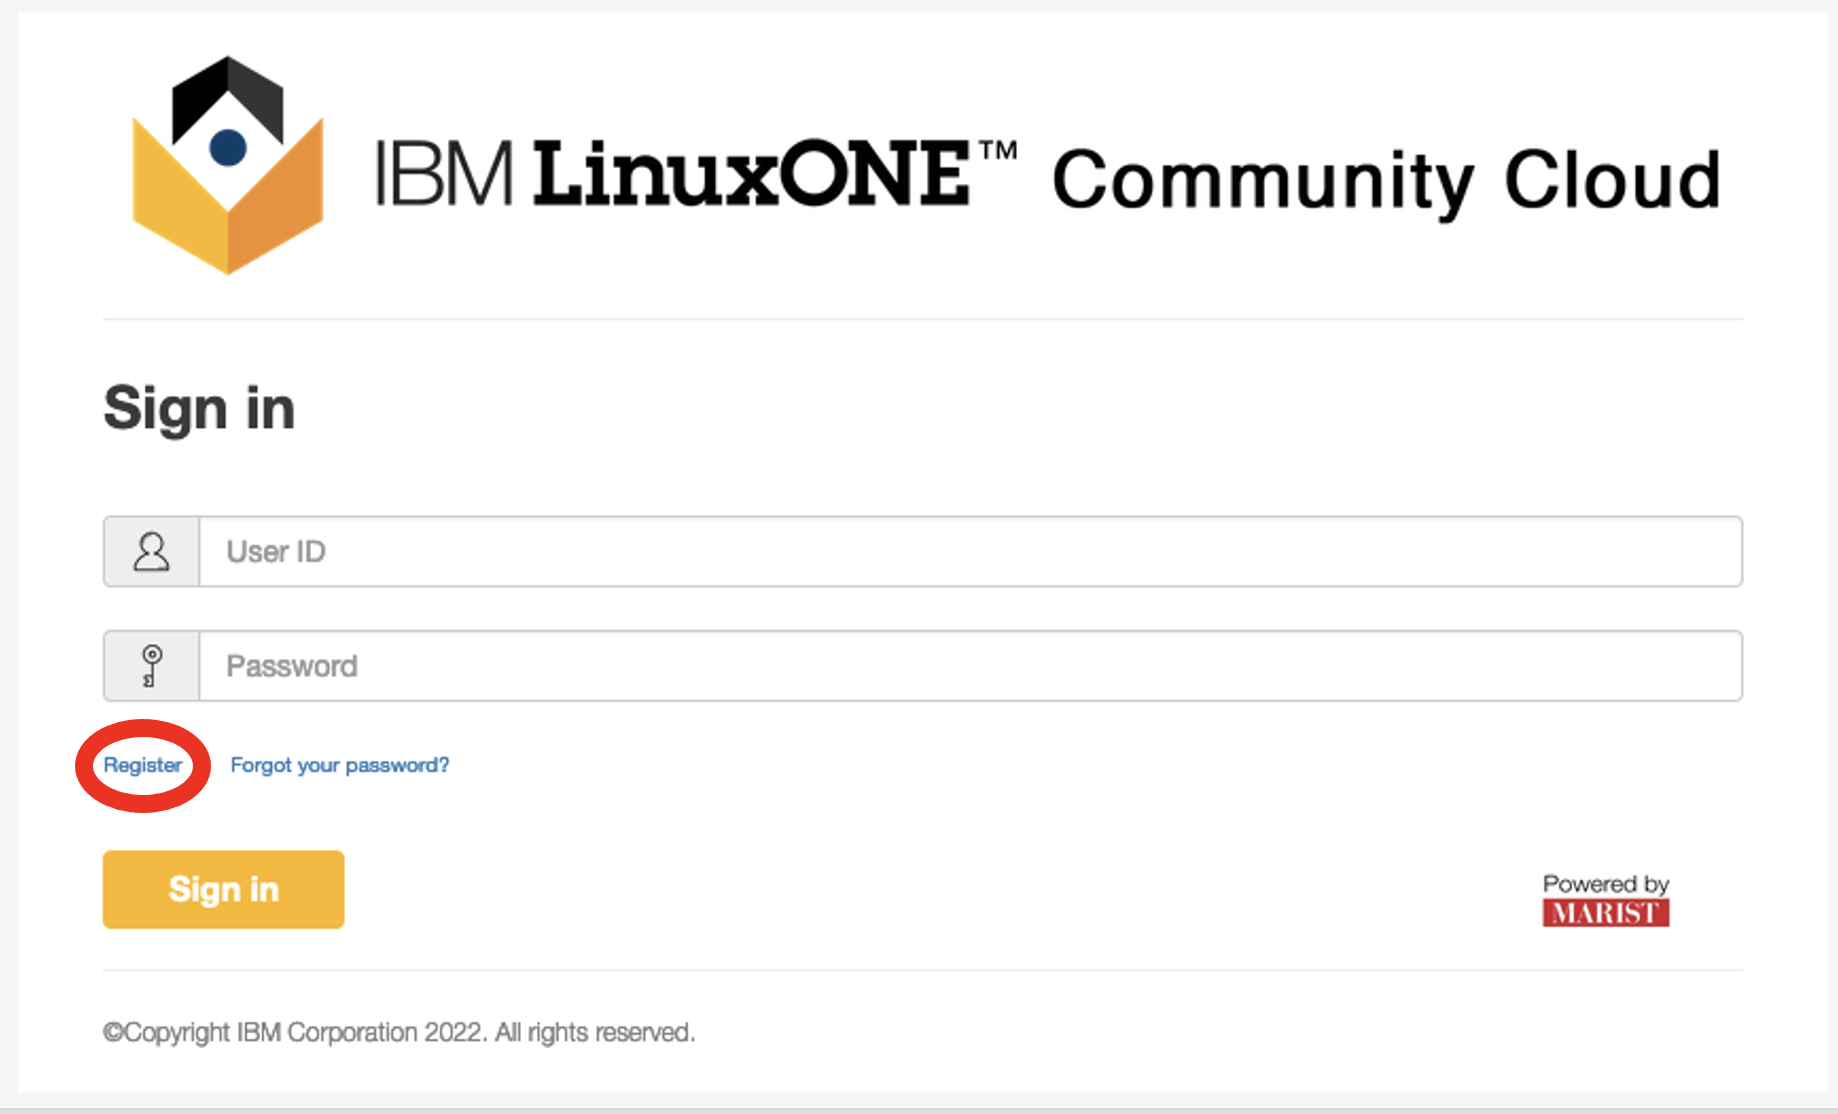 IBM LinuxONE™ Community Cloud
Sign in
User ID
Password
Register Forgot your password?
Sign in
Powered by
MARIST
©Copyright IBM Corporation 2022. All rights reserved.